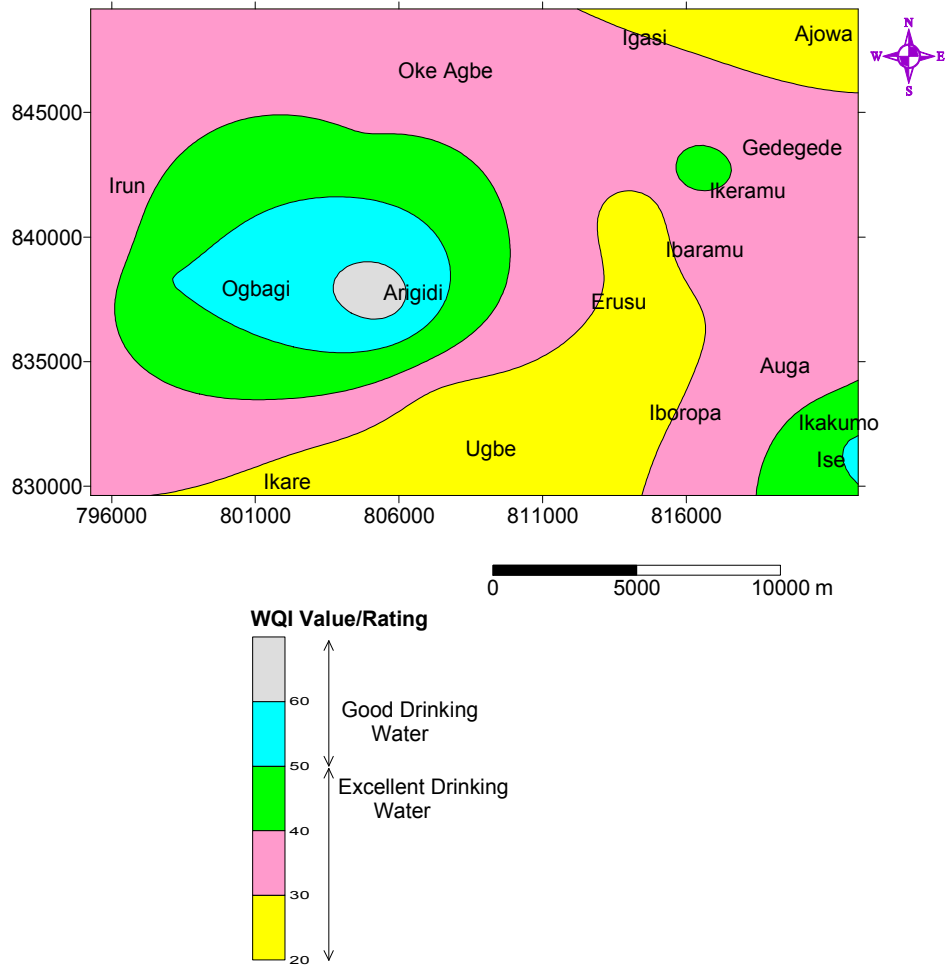 N
W E
S
Igasi
Ajowa
Oke Agbe
845000
Gedegede
Irun
Ikeramu
840000
Ibaramu
Ogbagi
Arigidi
Erusu
835000
Auga
Iboropa
Ikakumo
Ugbe
Ise
Ikare
830000
796000 801000 806000 811000 816000
0 5000 10000 m
WQI Value/Rating
60
Good Drinking
Water
50
Excellent Drinking
Water
40
30
20